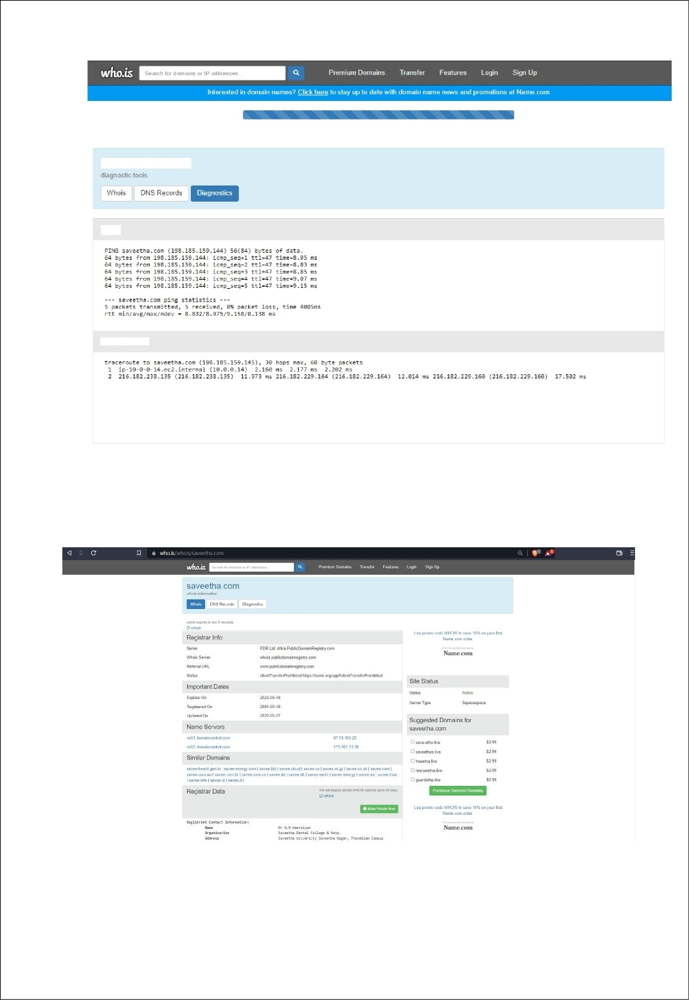 who.is Search for domains or IP addresses... Premium Domains Transfer Features Login Sign Up
Interested in domain names? Click here to stay up to date with domain name news and promotions at Name.com
diagnostic tools
Whois DNS Records Diagnostics
PING saveetha.com (198.185.159.144) 56(84) bytes of data.
64 bytes from 198.185.159.144: icmp_seq=1 ttl=47 time=8.95 ms
64 bytes from 198.185.159.144: icmp_seq=2 ttl=47 time=8.83 ms
64 bytes from 198.185.159.144: icmp_seq=3 ttl=47 time=8.85 ms
64 bytes from 198.185.159.144: icmp_seq=4 ttl=47 time=9.07 ms
64 bytes from 198.185.159.144: icmp_seq=5 ttl=47 time=9.15 ms
--- saveetha.com ping statistics ---
5 packets transmitted, 5 received, 0% packet loss, time 4005ms
rtt min/avg/max/mdev = 8.832/8.975/9.158/0.138 ms
traceroute to saveetha.com (198.185.159.145), 30 hops max, 60 byte packets
1 ip-10-0-0-14.ec2.internal (10.0.0.14) 2.160 ms 2.177 ms 2.202 ms
2 216.182.238.135 (216.182.238.135) 11.973 ms 216.182.229.164 (216.182.229.164) 12.014 ms 216.182.229.160 (216.182.229.160) 17.502 ms
who.is/whois/saveetha.com
who.is Search for domains or IP addresses... Premium Domains Transfer Features Login Sign Up
saveetha.com
whois information
Whois DNS Records Diagnostics
cache expires in and 0 seconds
refresh
Registrar Info
Name PDR Ltd. d/b/a PublicDomainRegistry.com
Whois Server whois.publicdomainregistry.com
Referral URL www.publicdomainregistry.com
Status clientTransferProhibited https://icann.org/epp#clientTransferProhibited
Important Dates
Expires On 2023-06-18
Registered On 2001-06-18
Updated On 2022-05-27
Name Servers
ns51.domaincontrol.com
ns52.domaincontrol.com
Similar Domains
savee-beard.gen.in | savee-energy.com | savee.biz | savee.cloud | savee.co | savee.co.jp | savee.co.uk | savee.com |
savee.com.au | savee.com.br | savee.com.cn | savee.de | savee.dk | savee.earth | savee.energy | savee.eu | savee.host
| savee.info | savee.io | savee.it |
Registrar Data
We will display stored WHOIS data for up to 30 days.
refresh
Make Private Now
Registrant Contact Information:
Name Dr N.M.Veeraiyan
Organization Saveetha Dental College & Hosp.
Address Saveetha University Saveetha Nagar, Thandalam Campus
Use promo code WHOIS to save 15% on your first
Name.com order.
Find the perfect domain at
Name.com
Site Status
Status Active
Server Type Squarespace
Suggested Domains for
saveetha.com
save-etha.live $2.99
saveethas.live $2.99
freeetha.live $2.99
rescueetha.live $2.99
guardetha.live $2.99
Purchase Selected Domains
Use promo code WHOIS to save 15% on your first
Name.com order.
Find the perfect domain at
Name.com